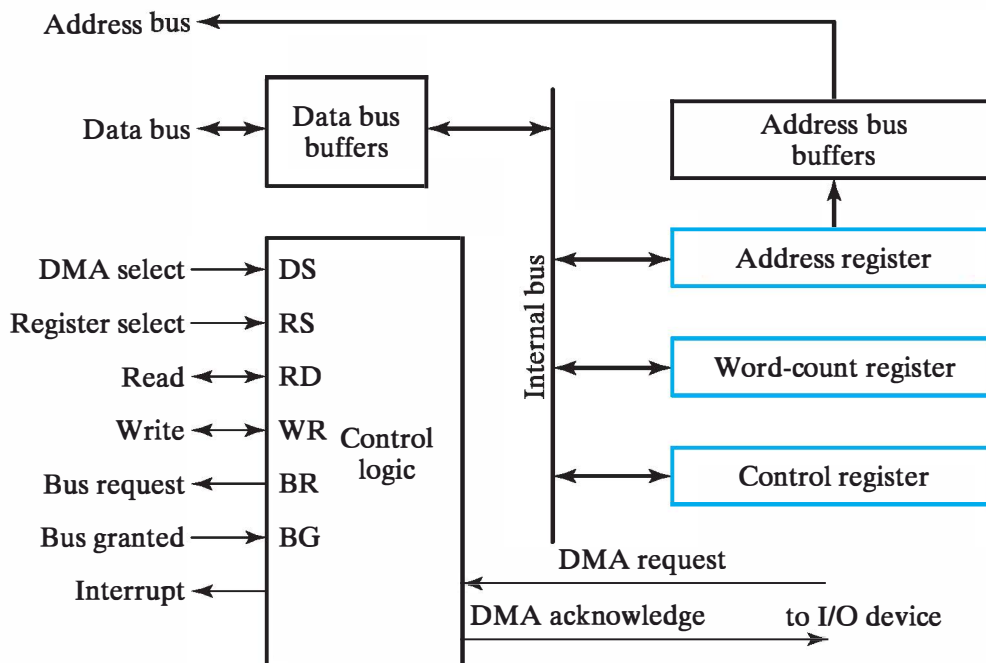 Address bus
Data bus
Data bus
buffers
Address bus
buffers
DMA select
DS
Register select
RS
Read
RD
Write
WR
Bus request
BR
Bus granted
BG
Interrupt
Control
logic
Internal bus
Address register
Word-count register
Control register
DMA request
DMA acknowledge
to I/O device